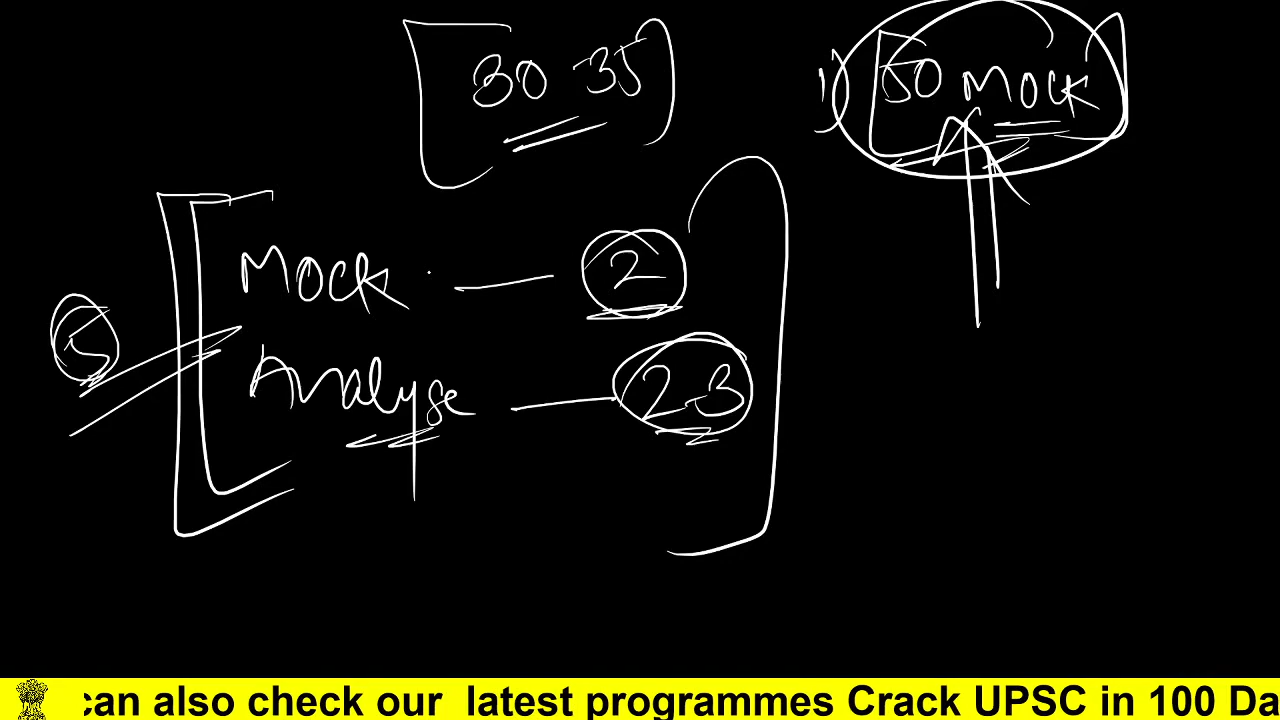 30-35
1) 50 Mock
Mock — 2
5
Analyse — 2-3
can also check our latest programmes Crack UPSC in 100 Da